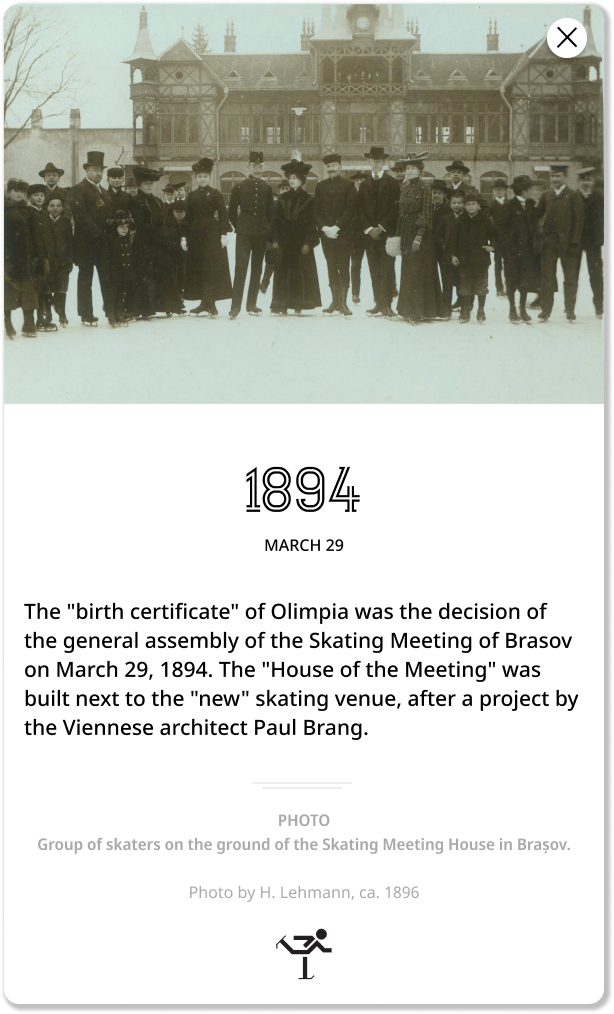 1894
MARCH 29
The "birth certificate" of Olimpia was the decision of
the general assembly of the Skating Meeting of Brasov
on March 29, 1894. The "House of the Meeting" was
built next to the "new" skating venue, after a project by
the Viennese architect Paul Brang.
PHOTO
Group of skaters on the ground of the Skating Meeting House in Brașov.
Photo by H. Lehmann, ca. 1896